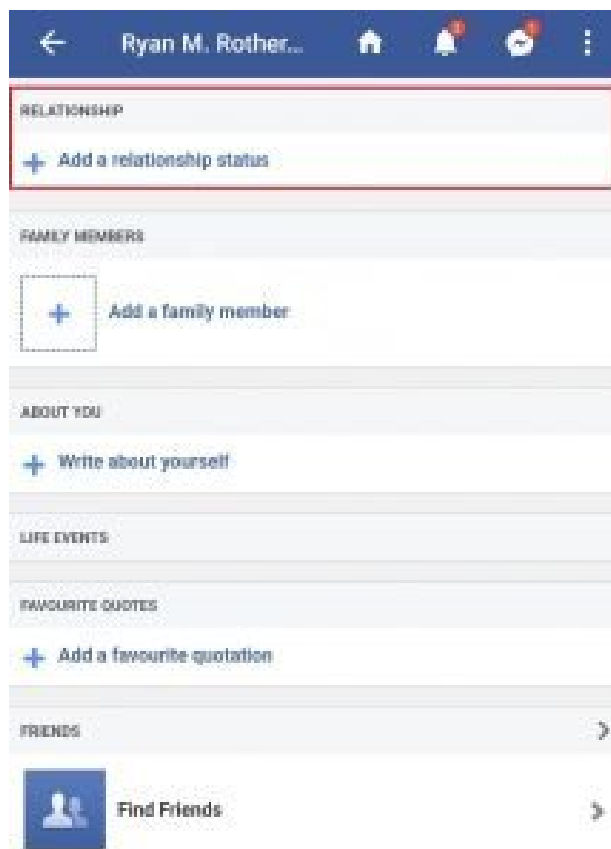 Ryan M. Rother...
RELATIONSHIP
+ Add a relationship status
FAMILY MEMBERS
+ Add a family member
ABOUT YOU
+ Write about yourself
LIFE EVENTS
FAVOURITE QUOTES
+ Add a favourite quotation
FRIENDS
Find Friends